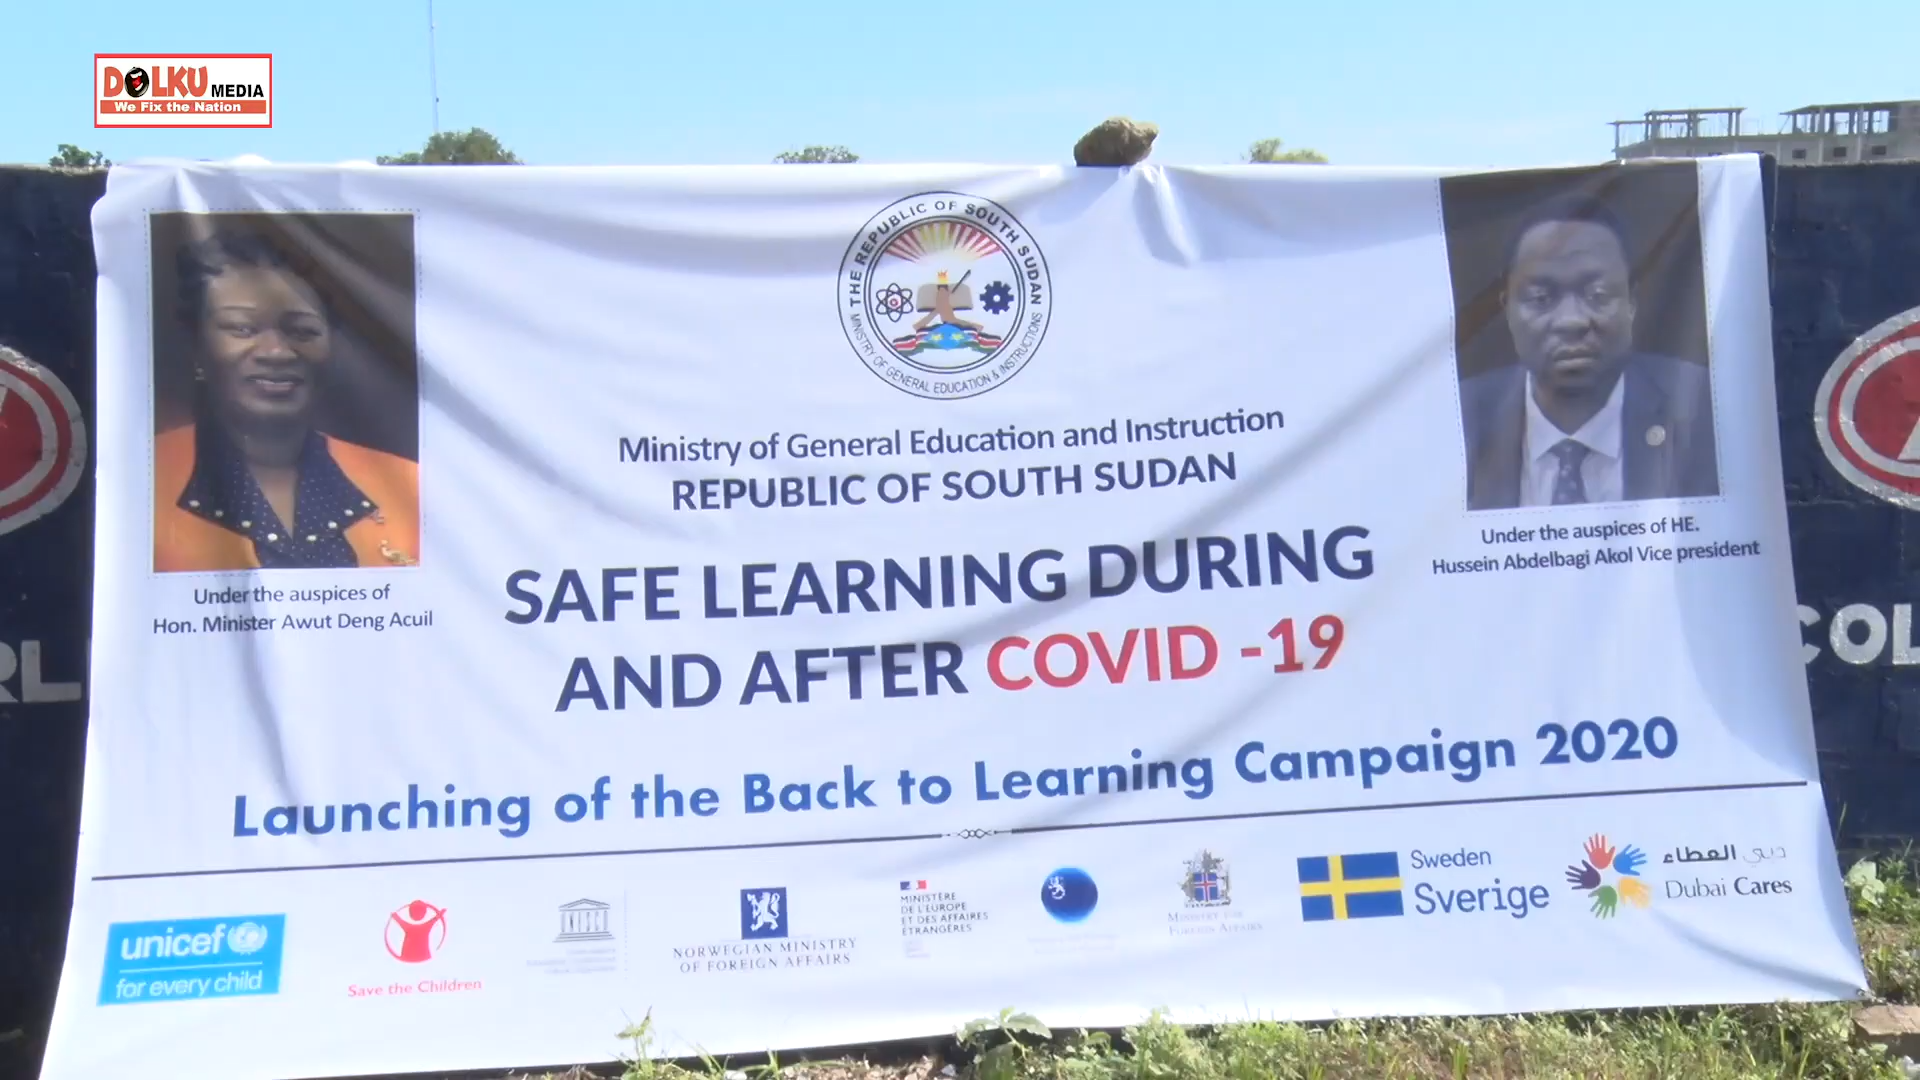 DOLKU MEDIA
We Fix the Nation
THE REPUBLIC OF SOUTH SUDAN
MINISTRY OF GENERAL EDUCATION & INSTRUCTIONS
Ministry of General Education and Instruction
REPUBLIC OF SOUTH SUDAN
Under the auspices of
Hon. Minister Awut Deng Acuil
Under the auspices of HE.
Hussein Abdelbagi Akol Vice president
SAFE LEARNING DURING
AND AFTER COVID -19
Launching of the Back to Learning Campaign 2020
unicef
for every child
Save the Children
UNESCO
NORWEGIAN MINISTRY
OF FOREIGN AFFAIRS
MINISTÈRE
DE L'EUROPE
ET DES AFFAIRES
ÉTRANGÈRES
MINISTRY FOR
FOREIGN AFFAIRS
Sweden
Sverige
دبي العطاء
Dubai Cares
RL
COL